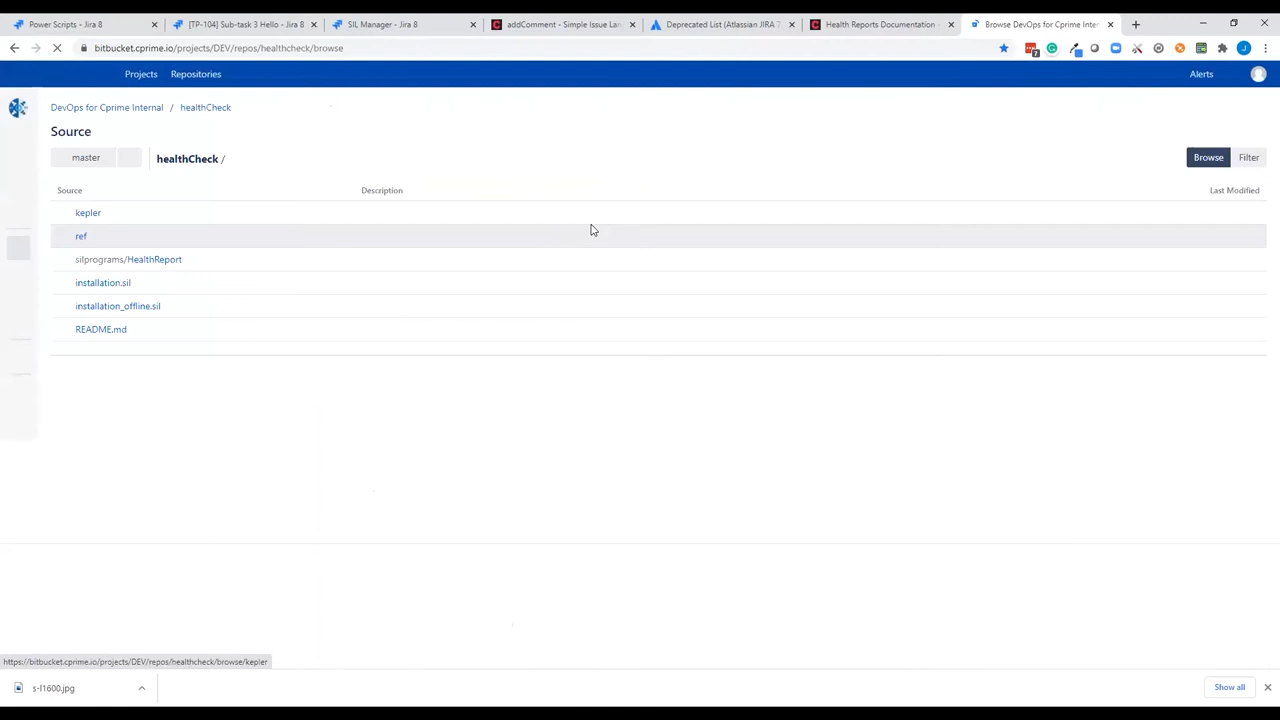 Power Scripts - Jira 8
[TP-104] Sub-task 3 Hello - Jira 8
SIL Manager - Jira 8
addComment - Simple Issue Lan
Deprecated List (Atlassian JIRA 7
Health Reports Documentation -
Browse DevOps for Cprime Inter
bitbucket.cprime.io/projects/DEV/repos/healthcheck/browse
Projects
Repositories
Alerts
DevOps for Cprime Internal / healthCheck
Source
master
healthCheck /
Browse
Filter
Source
Description
Last Modified
kepler
ref
silprograms/HealthReport
installation.sil
installation_offline.sil
README.md
https://bitbucket.cprime.io/projects/DEV/repos/healthcheck/browse/kepler
s-l1600.jpg
Show all